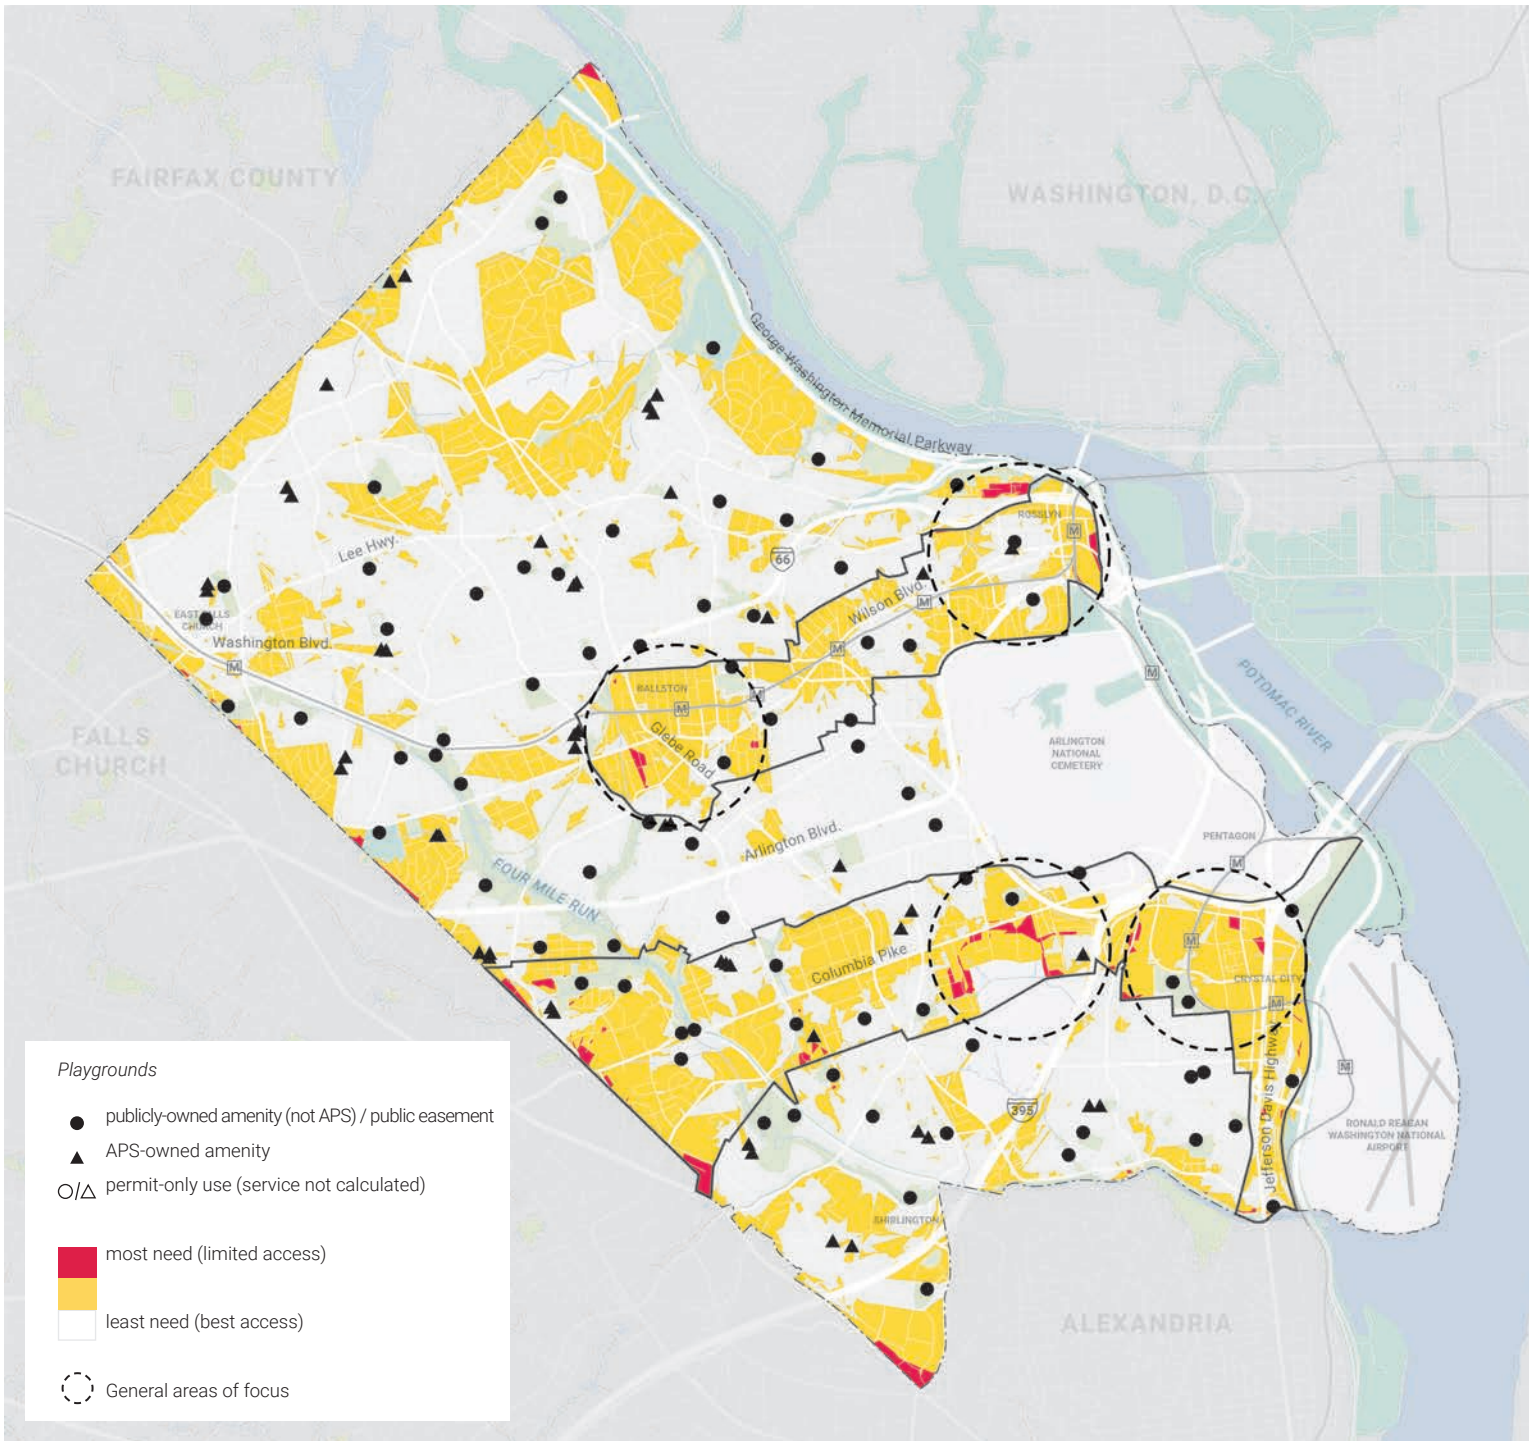 FAIRFAX COUNTY
WASHINGTON, D.C.
George Washington Memorial Parkway
ROSSLYN
M
Lee Hwy.
66
Wilson Blvd.
M
EAST FALLS
CHURCH
Washington Blvd.
M
M
BALLSTON
M
M
M
Glebe Road
POTOMAC RIVER
FALLS
CHURCH
ARLINGTON
NATIONAL
CEMETERY
Arlington Blvd.
PENTAGON
M
FOUR MILE RUN
Columbia Pike
M
CRYSTAL CITY
M
Jefferson Davis Highway
M
395
RONALD REAGAN
WASHINGTON NATIONAL
AIRPORT
SHIRLINGTON
ALEXANDRIA
Playgrounds
publicly-owned amenity (not APS) / public easement
APS-owned amenity
permit-only use (service not calculated)
most need (limited access)
least need (best access)
General areas of focus